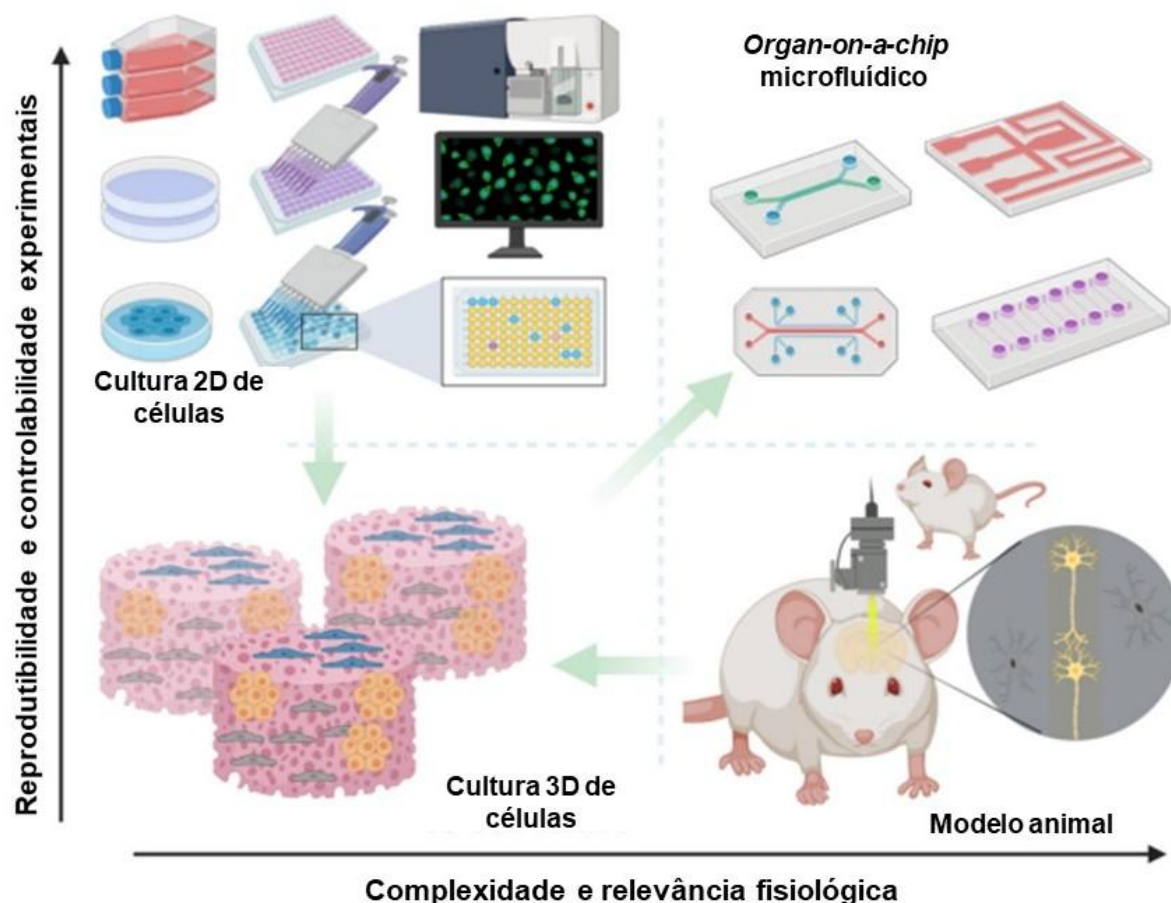 Reprodutibilidade e controlabilidade experimentais
Organ-on-a-chip
microfluídico
Cultura 2D de
células
Cultura 3D de
células
Modelo animal
Complexidade e relevância fisiológica